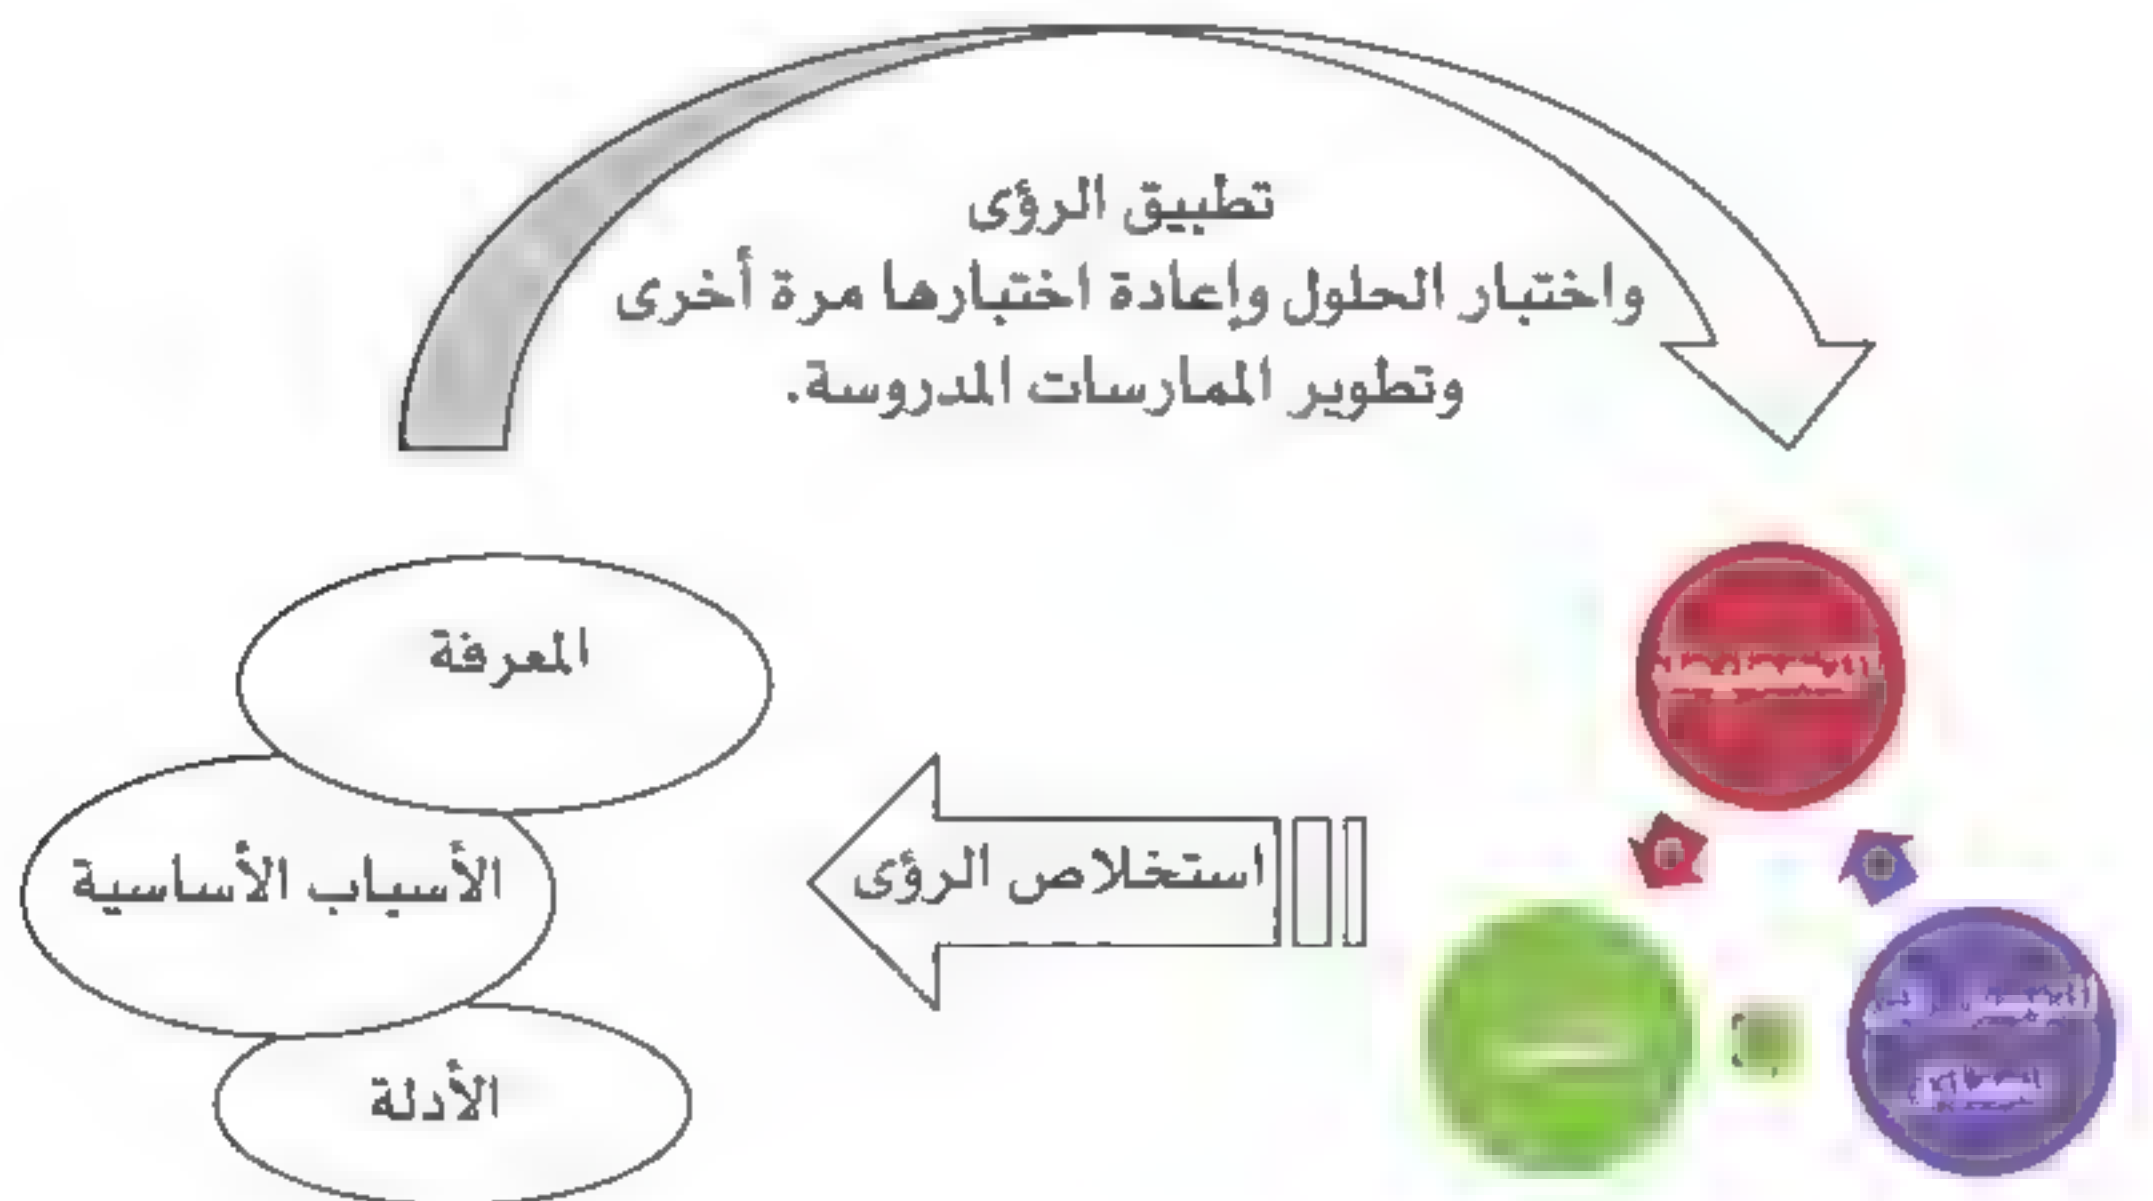 تطبيق الرؤى
واختبار الحلول وإعادة اختبارها مرة أخرى
وتطوير الممارسات المدروسة.
المعرفة
استخلاص الرؤى
الأسباب الأساسية
الأدلة